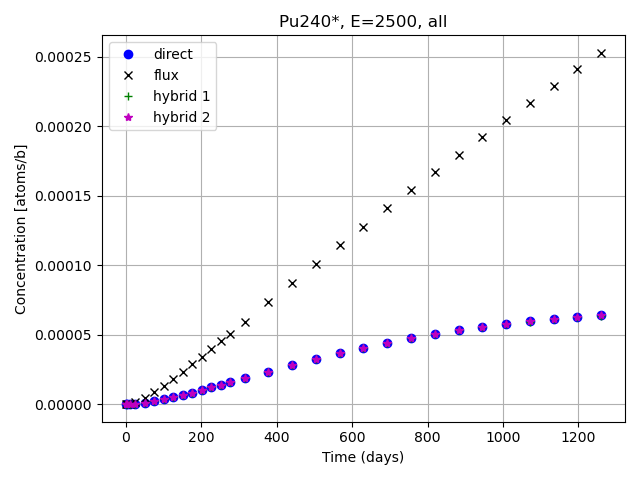 Pu240*, E=2500, all
direct
flux
hybrid 1
hybrid 2
Concentration [atoms/b]
0.00025
0.00020
0.00015
0.00010
0.00005
0.00000
0 200 400 600 800 1000 1200
Time (days)